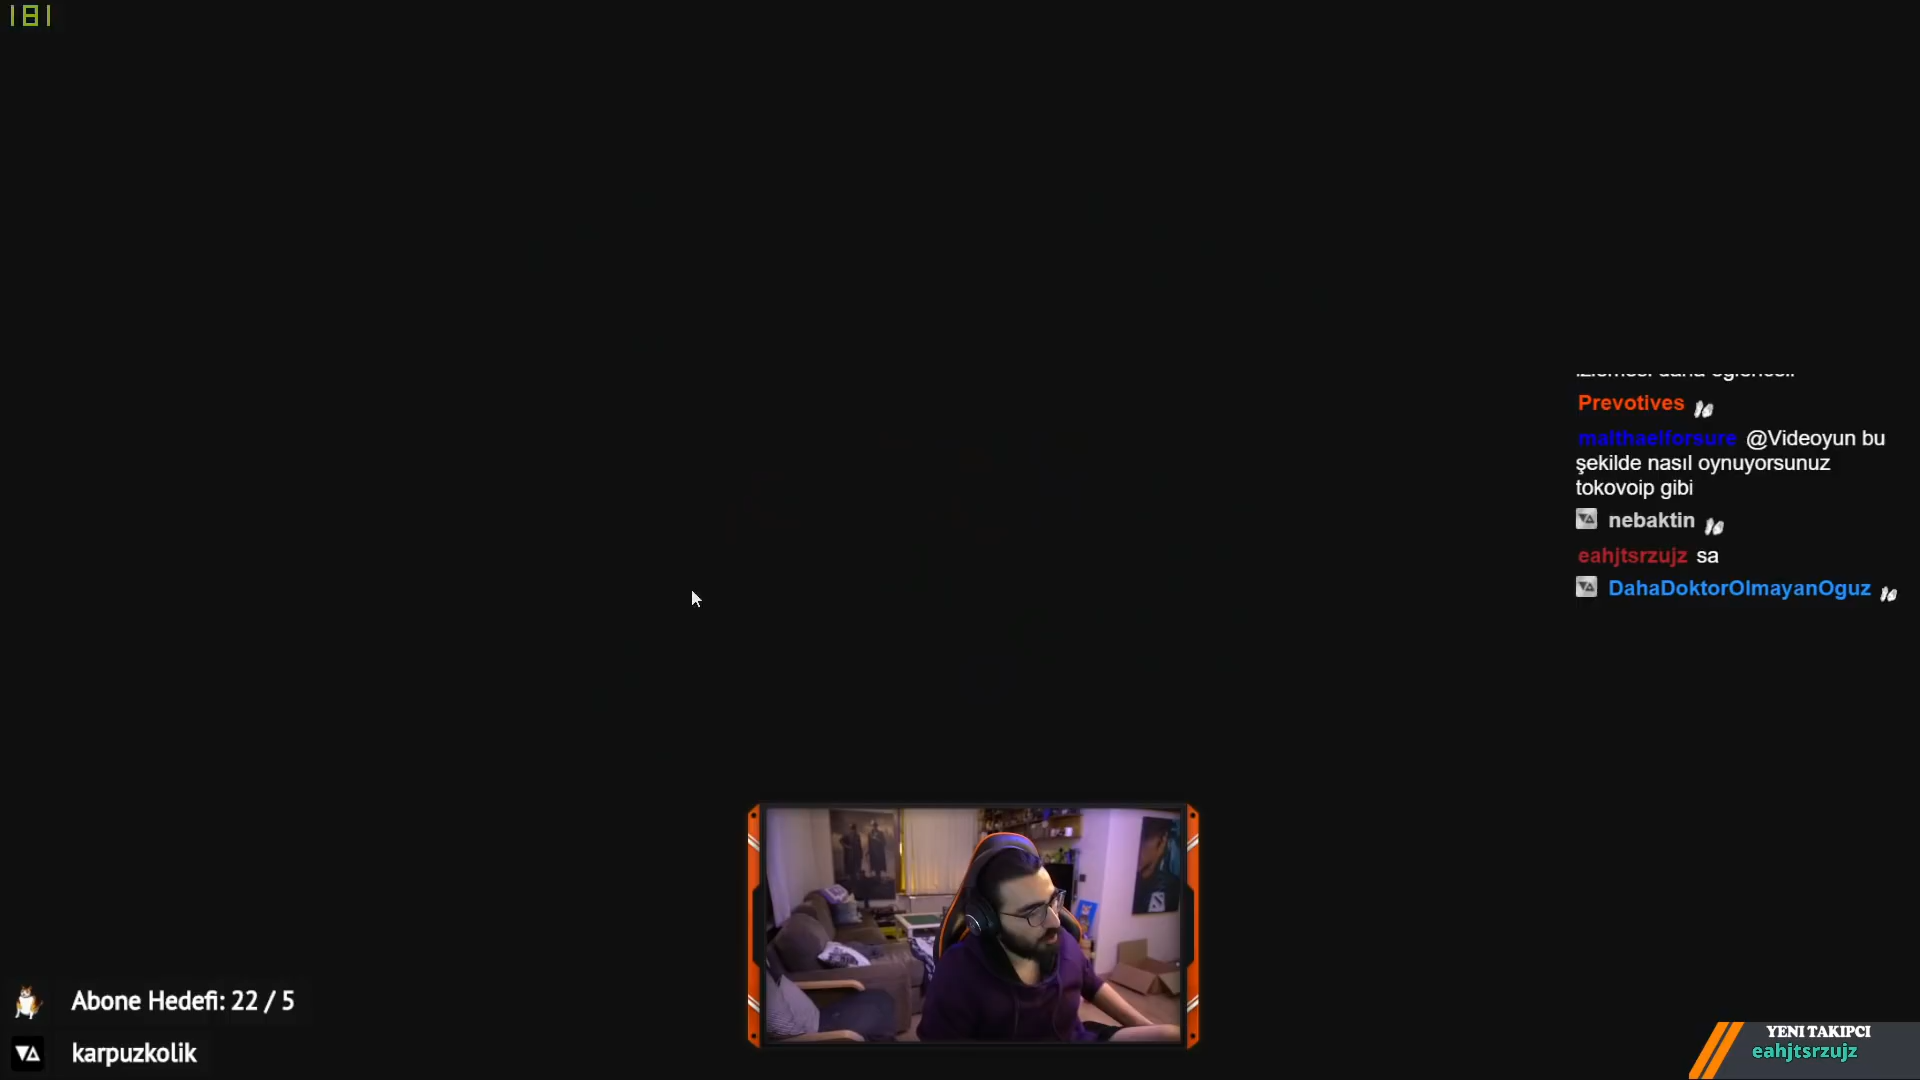 181
Prevotives
malthaelforsure @Videoyun bu
şekilde nasıl oynuyorsunuz
tokovoip gibi
nebaktin
eahjtsrzujz sa
DahaDoktorOlmayanOguz
Abone Hedefi: 22 / 5
karpuzkolik
YENI TAKIPCI
eahjtsrzujz